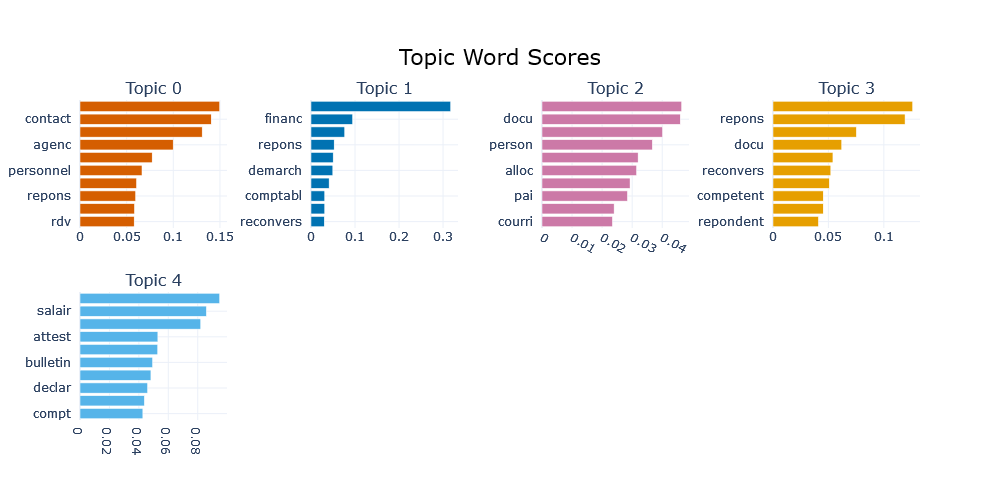 Topic Word Scores
Topic 0
contact
agenc
personnel
repons
rdv
0 0.05 0.1 0.15
Topic 1
financ
repons
demarch
comptabl
reconvers
0 0.1 0.2 0.3
Topic 2
docu
person
alloc
pai
courri
0 0.01 0.02 0.03 0.04
Topic 3
repons
docu
reconvers
competent
repondent
0 0.05 0.1
Topic 4
salair
attest
bulletin
declar
compt
0 0.02 0.04 0.06 0.08